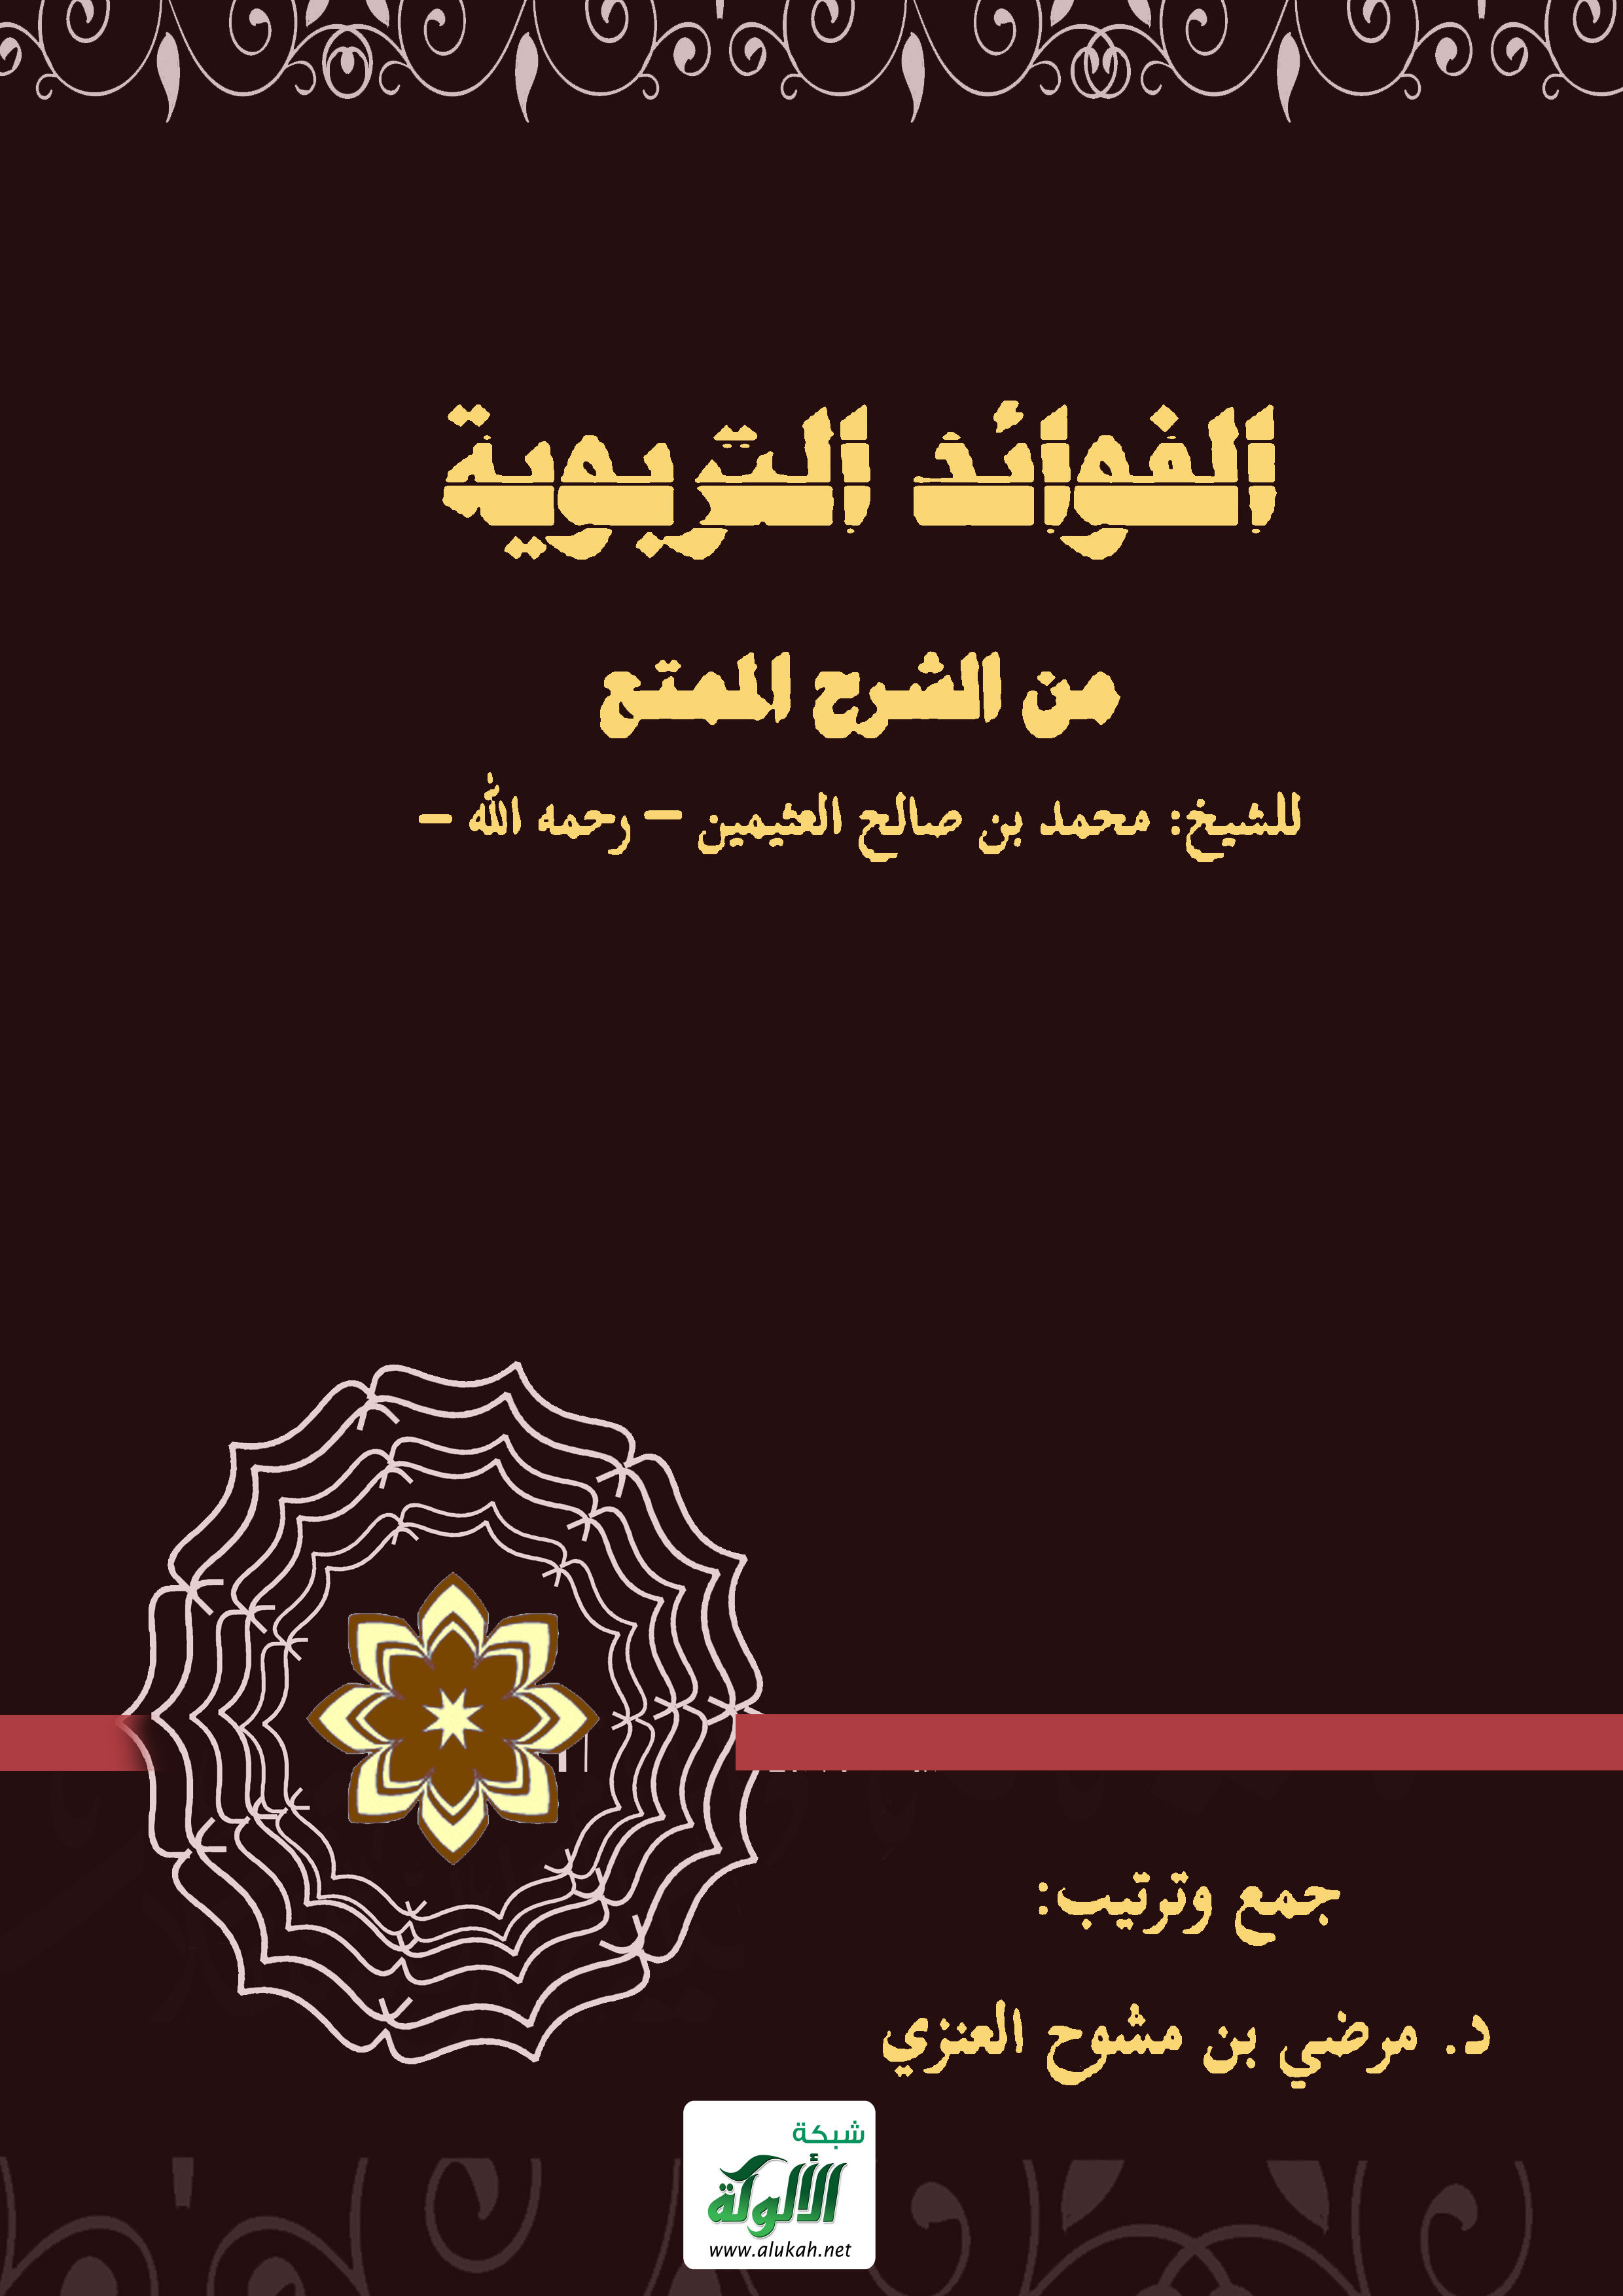 الفوائد التربوية
من الشرح الممتع
للشيخ: محمد بن صالح العثيمين – رحمه الله –
جمع وترتيب:
د. مرضي بن مشوح العنزي
شبكة
الألوكة
www.alukah.net